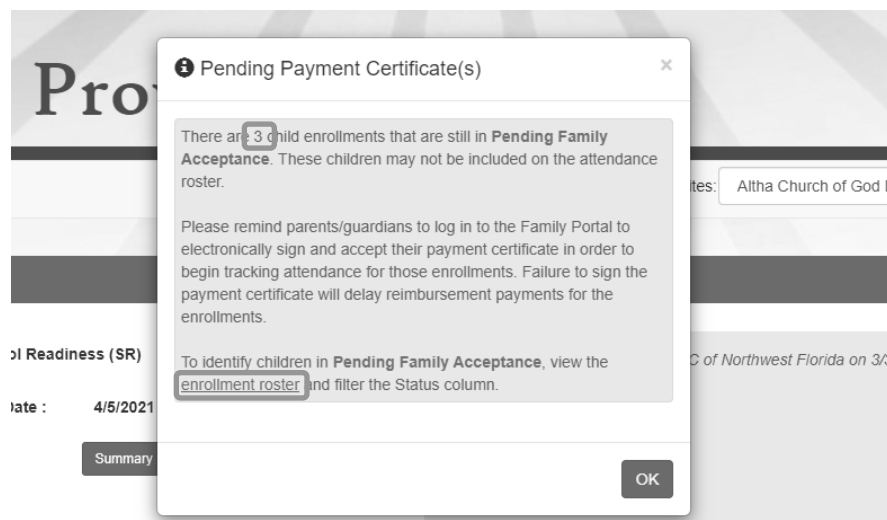 Pending Payment Certificate(s) ×
Pro
There are 3 child enrollments that are still in Pending Family
Acceptance. These children may not be included on the attendance
roster.
ites: Altha Church of God
Please remind parents/guardians to log in to the Family Portal to
electronically sign and accept their payment certificate in order to
begin tracking attendance for those enrollments. Failure to sign the
payment certificate will delay reimbursement payments for the
enrollments.
To identify children in Pending Family Acceptance, view the
enrollment roster and filter the Status column.
ol Readiness (SR)
C of Northwest Florida on 3/3
Date : 4/5/2021
Summary
OK